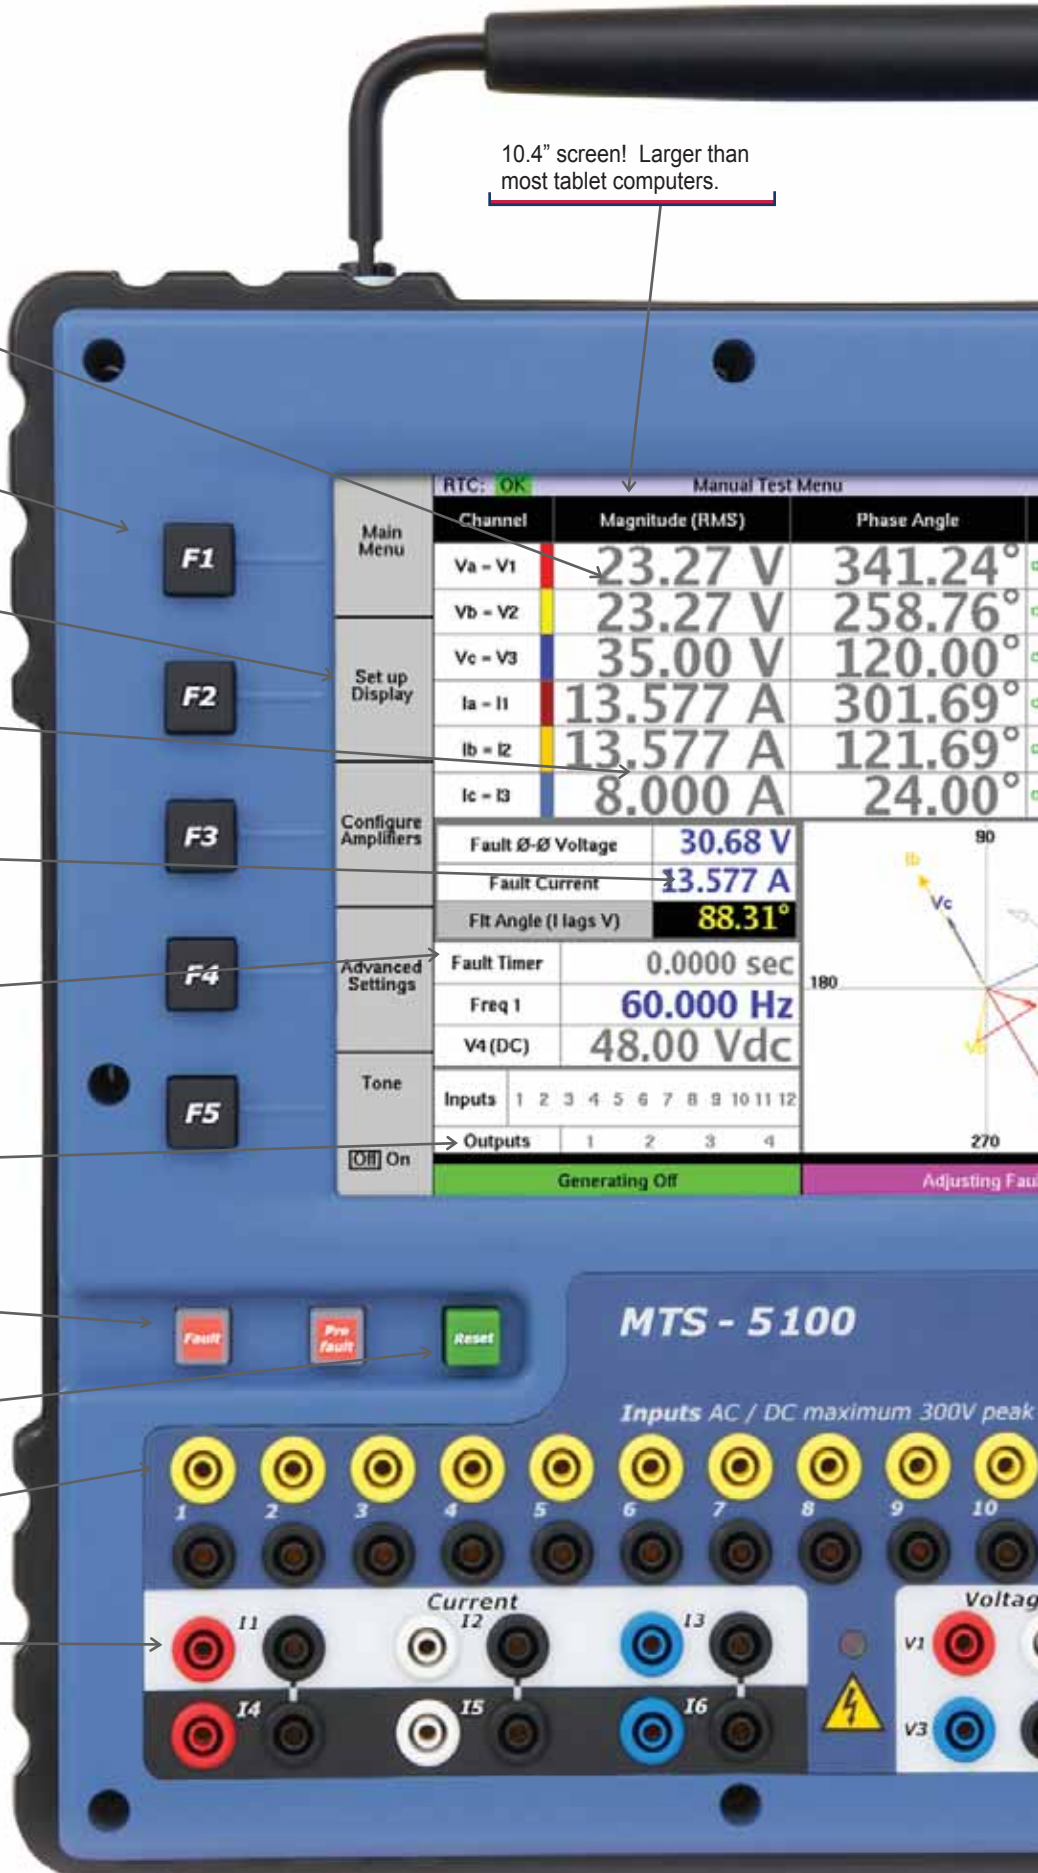 10.4” screen! Larger than
most tablet computers.
RTC: OK Manual Test Menu
Channel Magnitude (RMS) Phase Angle
Va - V1 23.27 V 341.24°
Vb - V2 23.27 V 258.76°
Vc - V3 35.00 V 120.00°
Ia - I1 13.577 A 301.69°
Ib - I2 13.577 A 121.69°
Ic - I3 8.000 A 24.00°
Main
Menu
Set up
Display
Configure
Amplifiers
Advanced
Settings
Tone
Off On
F1
F2
F3
F4
F5
Fault Ø-Ø Voltage 30.68 V
Fault Current 13.577 A
Flt Angle (I lags V) 88.31°
Fault Timer 0.0000 sec
Freq 1 60.000 Hz
V4 (DC) 48.00 Vdc
Inputs 1 2 3 4 5 6 7 8 9 10 11 12
Outputs 1 2 3 4
90
Ib
Vc
180
Vb
270
Generating Off
Adjusting Fau
Fault
Pre
fault
Reset
MTS - 5100
Inputs AC / DC maximum 300V peak
1 2 3 4 5 6 7 8 9 10
Current
I1 I2 I3
I4 I5 I6
Voltag
V1
V3